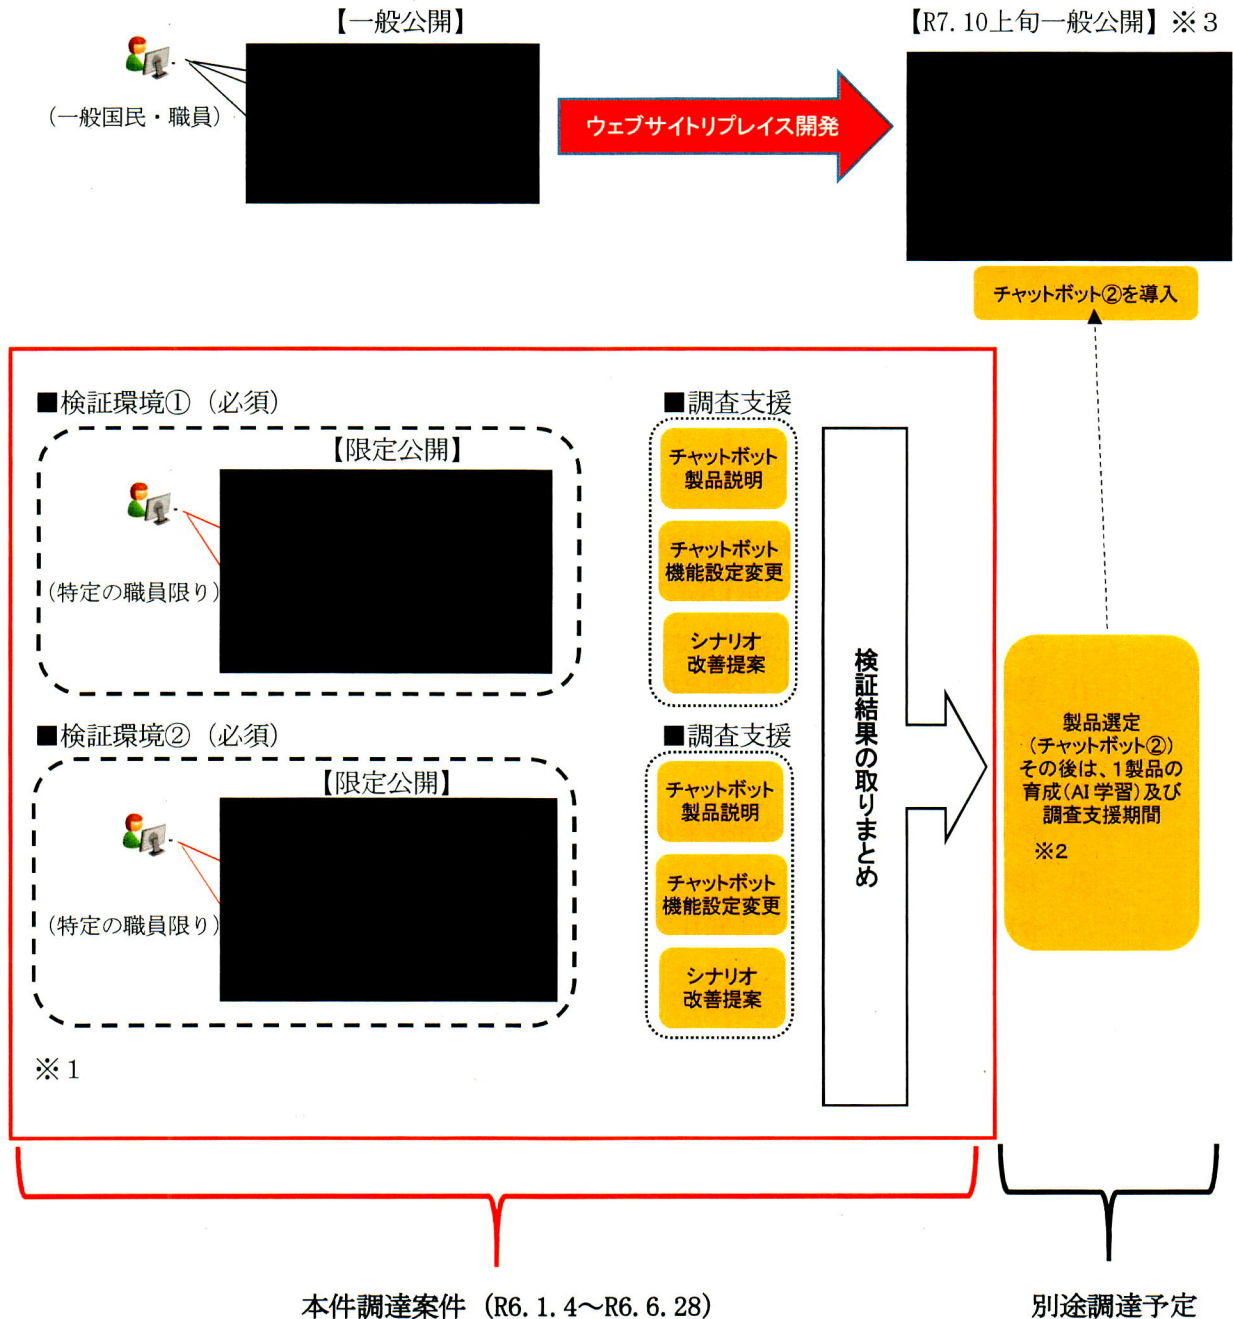 【一般公開】
【R7.10上旬一般公開】※3
(一般国民・職員)
ウェブサイトリプレイス開発
チャットボット②を導入
■検証環境①(必須)
【限定公開】
(特定の職員限り)
■調査支援
チャットボット
製品説明
チャットボット
機能設定変更
シナリオ
改善提案
■検証環境②(必須)
【限定公開】
(特定の職員限り)
■調査支援
チャットボット
製品説明
チャットボット
機能設定変更
シナリオ
改善提案
※1
検証結果の取りまとめ
製品選定
(チャットボット②)
その後は、1製品の
育成(AI学習)及び
調査支援期間
※2
本件調達案件(R6.1.4～R6.6.28)
別途調達予定